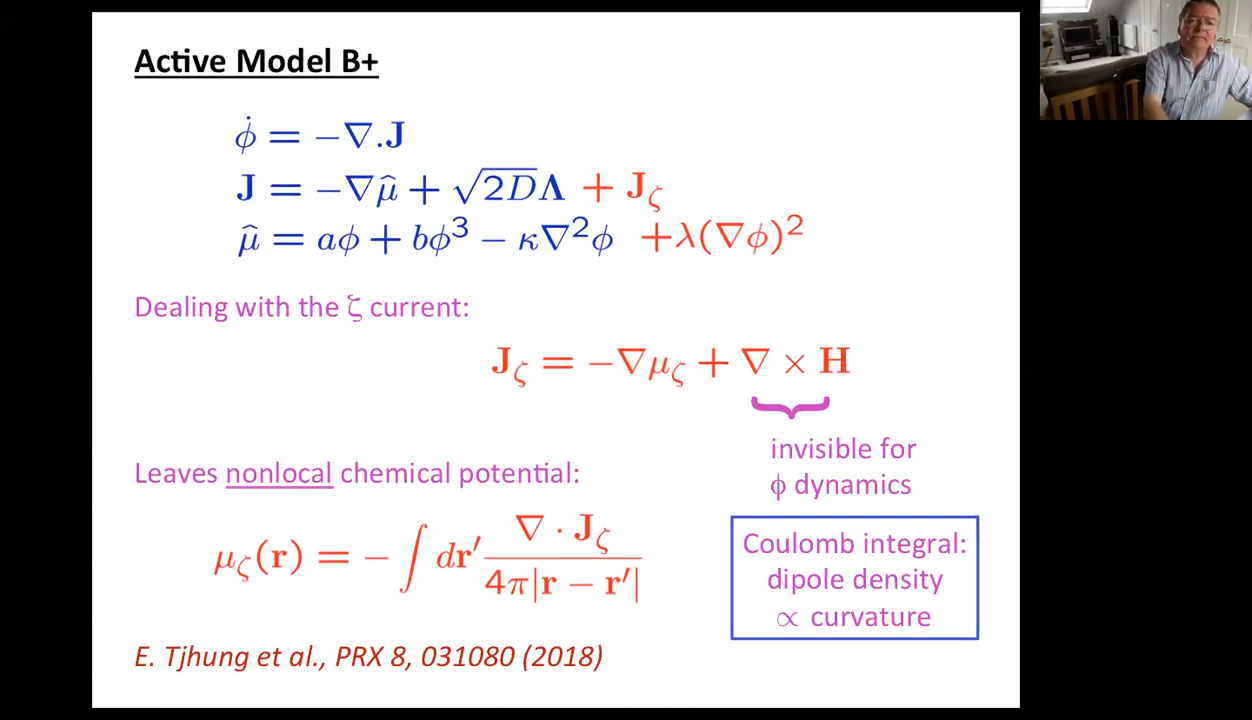 Active Model B+
φ̇ = −∇.J
J = −∇μ̂ + √2DΛ + J_ζ
μ̂ = aφ + bφ³ − κ∇²φ +λ(∇φ)²
Dealing with the ζ current:
J_ζ = −∇μ_ζ + ∇ × H
invisible for
φ dynamics
Leaves nonlocal chemical potential:
μ_ζ(r) = − ∫ dr′ ∇ · J_ζ / 4π|r − r′|
Coulomb integral:
dipole density
∝ curvature
E. Tjhung et al., PRX 8, 031080 (2018)